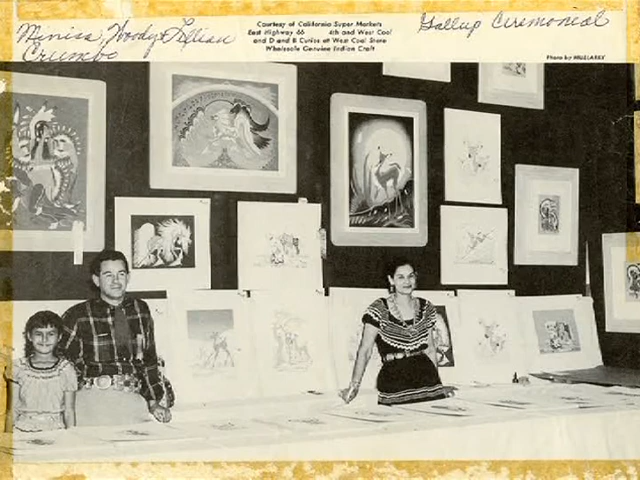 Minisa Woody & Lillian
Crumbo
Courtesy of California Super Markets
East Highway 66 4th and West Coal
and D and B Curios at West Coal Store
Wholesale Genuine Indian Craft
Gallup Ceremonial
Photo by MULLARKY